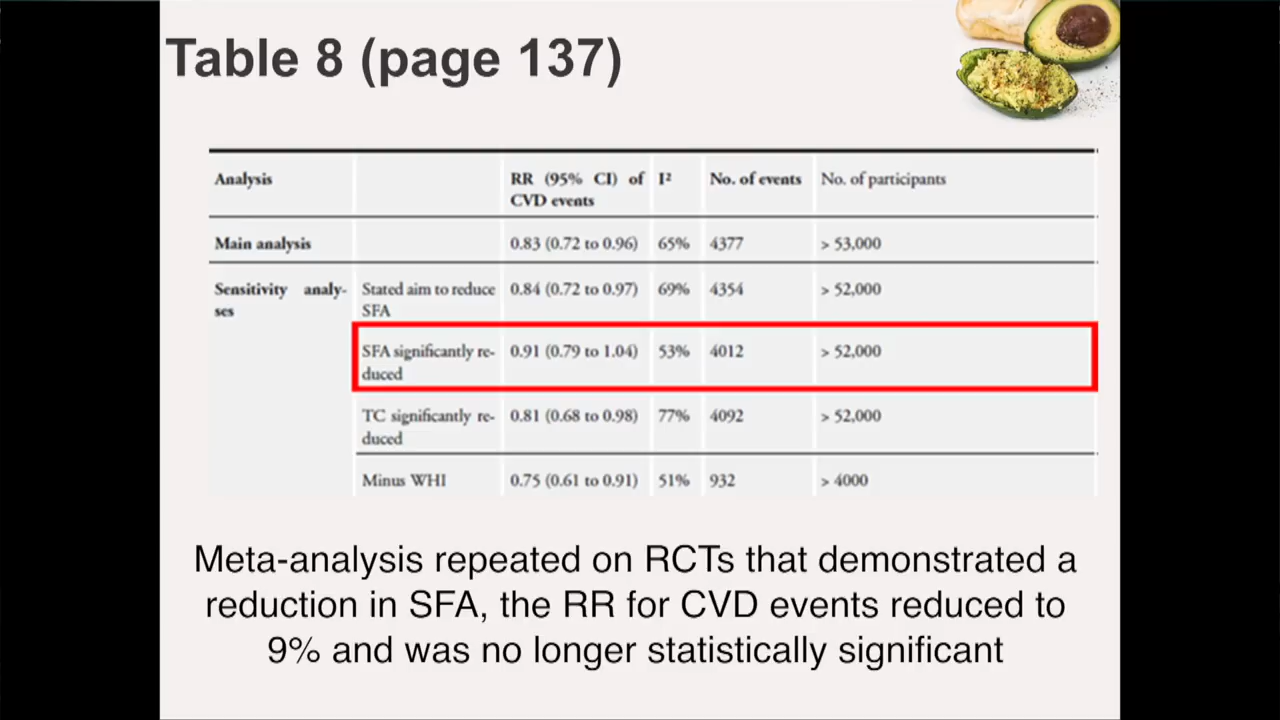 Table 8 (page 137)
Analysis RR (95% CI) of I² No. of events No. of participants
CVD events
Main analysis 0.83 (0.72 to 0.96) 65% 4377 > 53,000
Sensitivity analy- Stated aim to reduce 0.84 (0.72 to 0.97) 69% 4354 > 52,000
ses SFA
SFA significantly re- 0.91 (0.79 to 1.04) 53% 4012 > 52,000
duced
TC significantly re- 0.81 (0.68 to 0.98) 77% 4092 > 52,000
duced
Minus WHI 0.75 (0.61 to 0.91) 51% 932 > 4000
Meta-analysis repeated on RCTs that demonstrated a
reduction in SFA, the RR for CVD events reduced to
9% and was no longer statistically significant